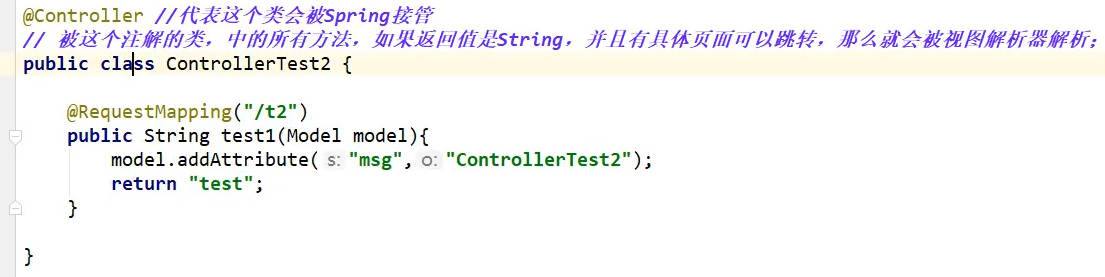 @Controller //代表这个类会被Spring接管
// 被这个注解的类，中的所有方法，如果返回值是String，并且有具体页面可以跳转，那么就会被视图解析器解析；
public class ControllerTest2 {
@RequestMapping("/t2")
public String test1(Model model){
model.addAttribute( s: "msg", o: "ControllerTest2");
return "test";
}
}